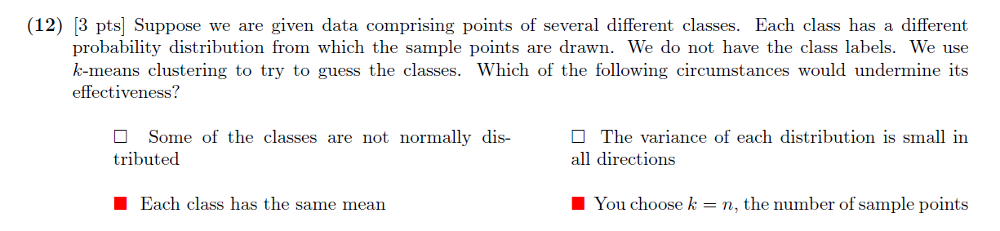 (12) [3 pts] Suppose we are given data comprising points of several different classes. Each class has a different
probability distribution from which the sample points are drawn. We do not have the class labels. We use
k-means clustering to try to guess the classes. Which of the following circumstances would undermine its
effectiveness?
☐ Some of the classes are not normally dis-
tributed
☐ The variance of each distribution is small in
all directions
■ Each class has the same mean
■ You choose k = n, the number of sample points